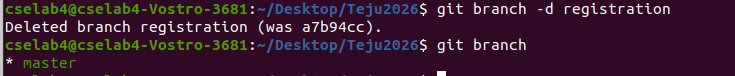 cselab4@cselab4-Vostro-3681:~/Desktop/Teju2026$ git branch -d registration
Deleted branch registration (was a7b94cc).
cselab4@cselab4-Vostro-3681:~/Desktop/Teju2026$ git branch
* master